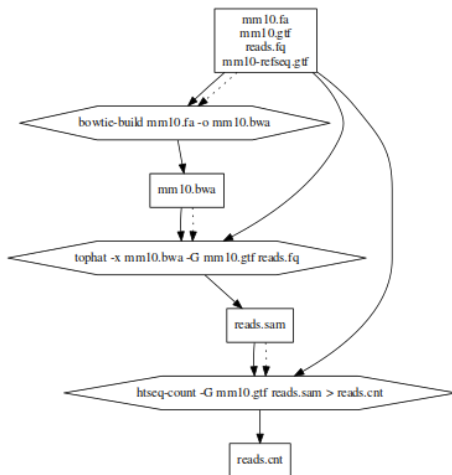 mm10.fa
mm10.gtf
reads.fq
mm10-refseq.gtf
bowtie-build mm10.fa -o mm10.bwa
mm10.bwa
tophat -x mm10.bwa -G mm10.gtf reads.fq
reads.sam
htseq-count -G mm10.gtf reads.sam > reads.cnt
reads.cnt